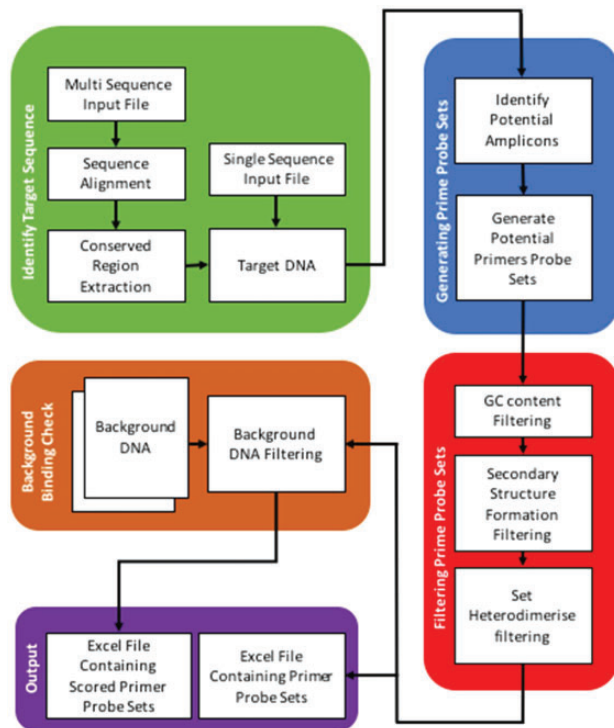 Identify Target Sequence
Multi Sequence
Input File
Sequence
Alignment
Conserved
Region
Extraction
Single Sequence
Input File
Target DNA
Generating Prime Probe Sets
Identify
Potential
Amplicons
Generate
Potential
Primers Probe
Sets
Filtering Prime Probe Sets
GC content
Filtering
Secondary
Structure
Formation
Filtering
Set
Heterodimerise
filtering
Background
Binding Check
Background
DNA
Background
DNA Filtering
Output
Excel File
Containing
Scored Primer
Probe Sets
Excel File
Containing Primer
Probe Sets